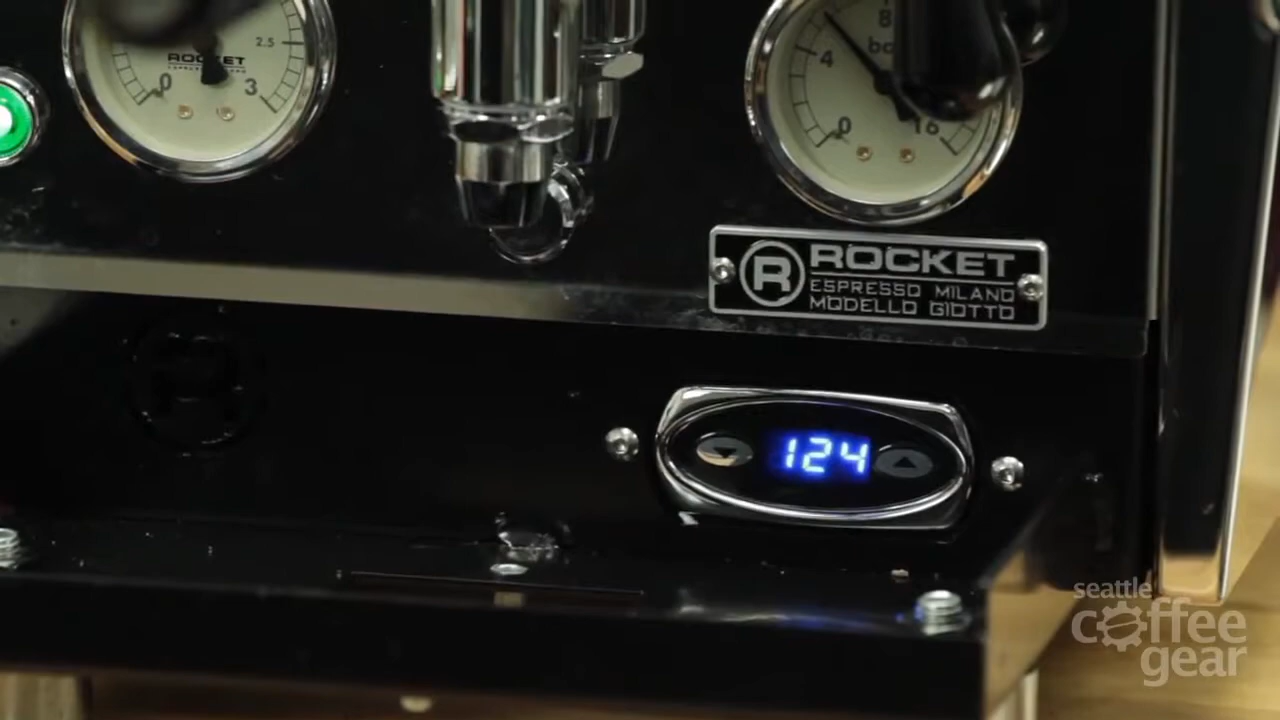 ROCKET
2.5
0
3
8
4
0
16
R
ROCKET
ESPRESSO MILANO
MODELLO GIOTTO
124
seattle
coffee
gear